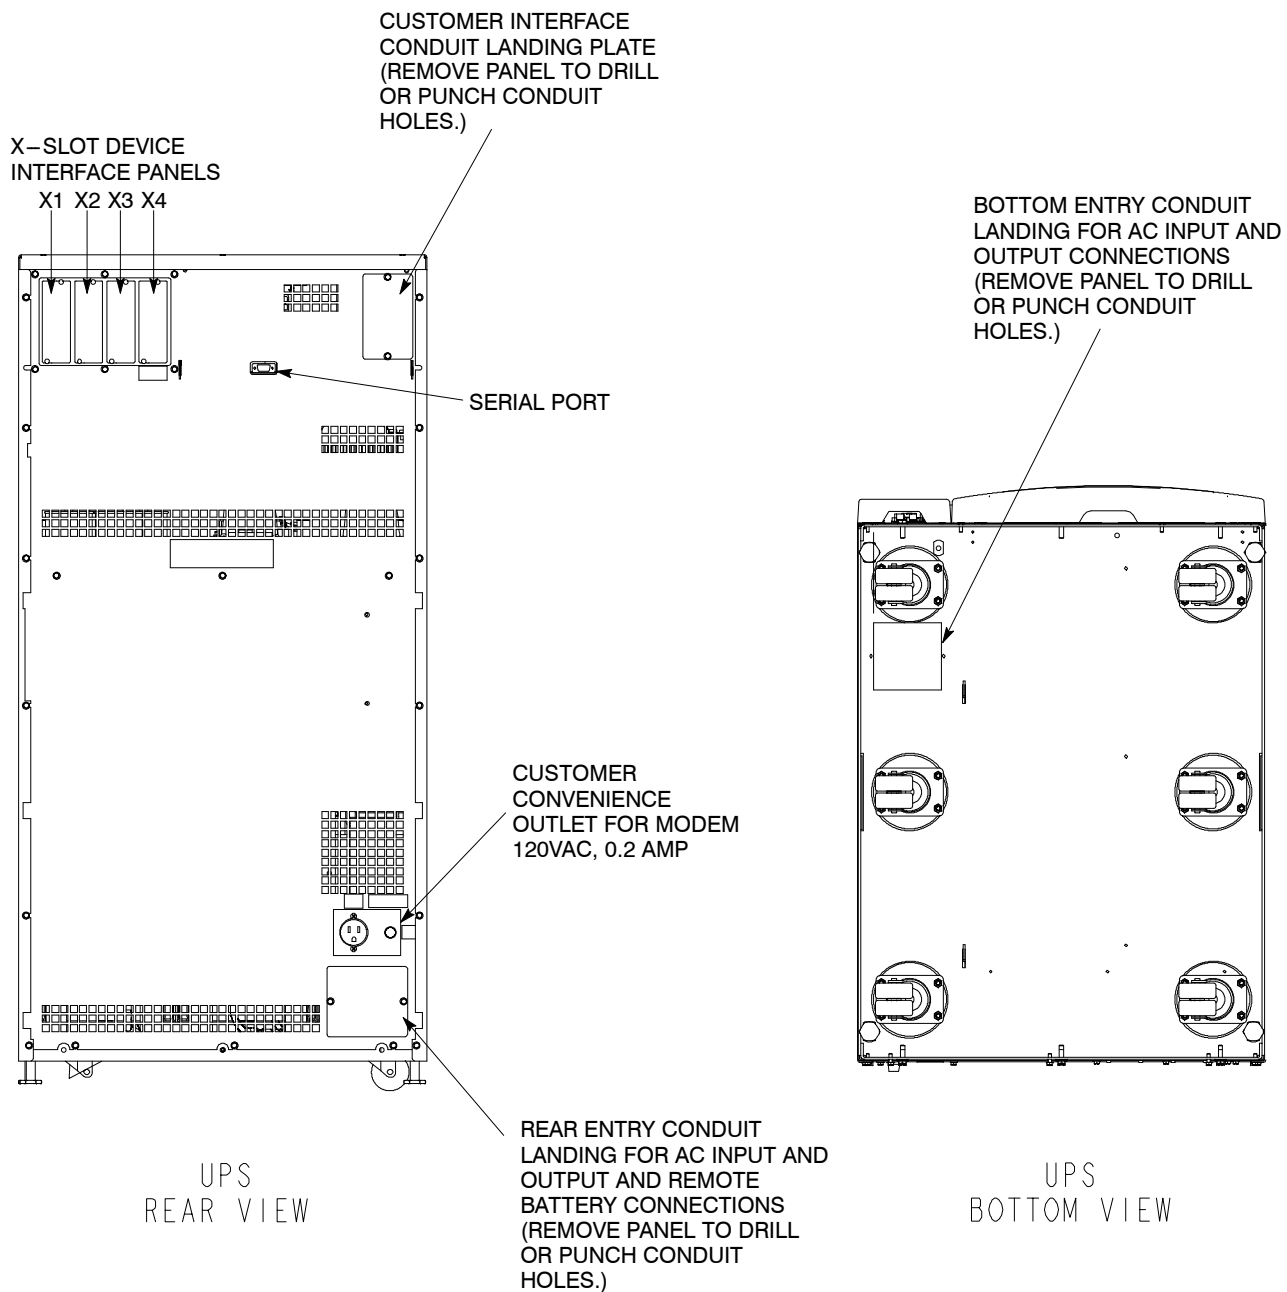 CUSTOMER INTERFACE
CONDUIT LANDING PLATE
(REMOVE PANEL TO DRILL
OR PUNCH CONDUIT
HOLES.)
X–SLOT DEVICE
INTERFACE PANELS
X1 X2 X3 X4
BOTTOM ENTRY CONDUIT
LANDING FOR AC INPUT AND
OUTPUT CONNECTIONS
(REMOVE PANEL TO DRILL
OR PUNCH CONDUIT
HOLES.)
SERIAL PORT
CUSTOMER
CONVENIENCE
OUTLET FOR MODEM
120VAC, 0.2 AMP
REAR ENTRY CONDUIT
LANDING FOR AC INPUT AND
OUTPUT AND REMOTE
BATTERY CONNECTIONS
(REMOVE PANEL TO DRILL
OR PUNCH CONDUIT
HOLES.)
UPS
REAR VIEW
UPS
BOTTOM VIEW